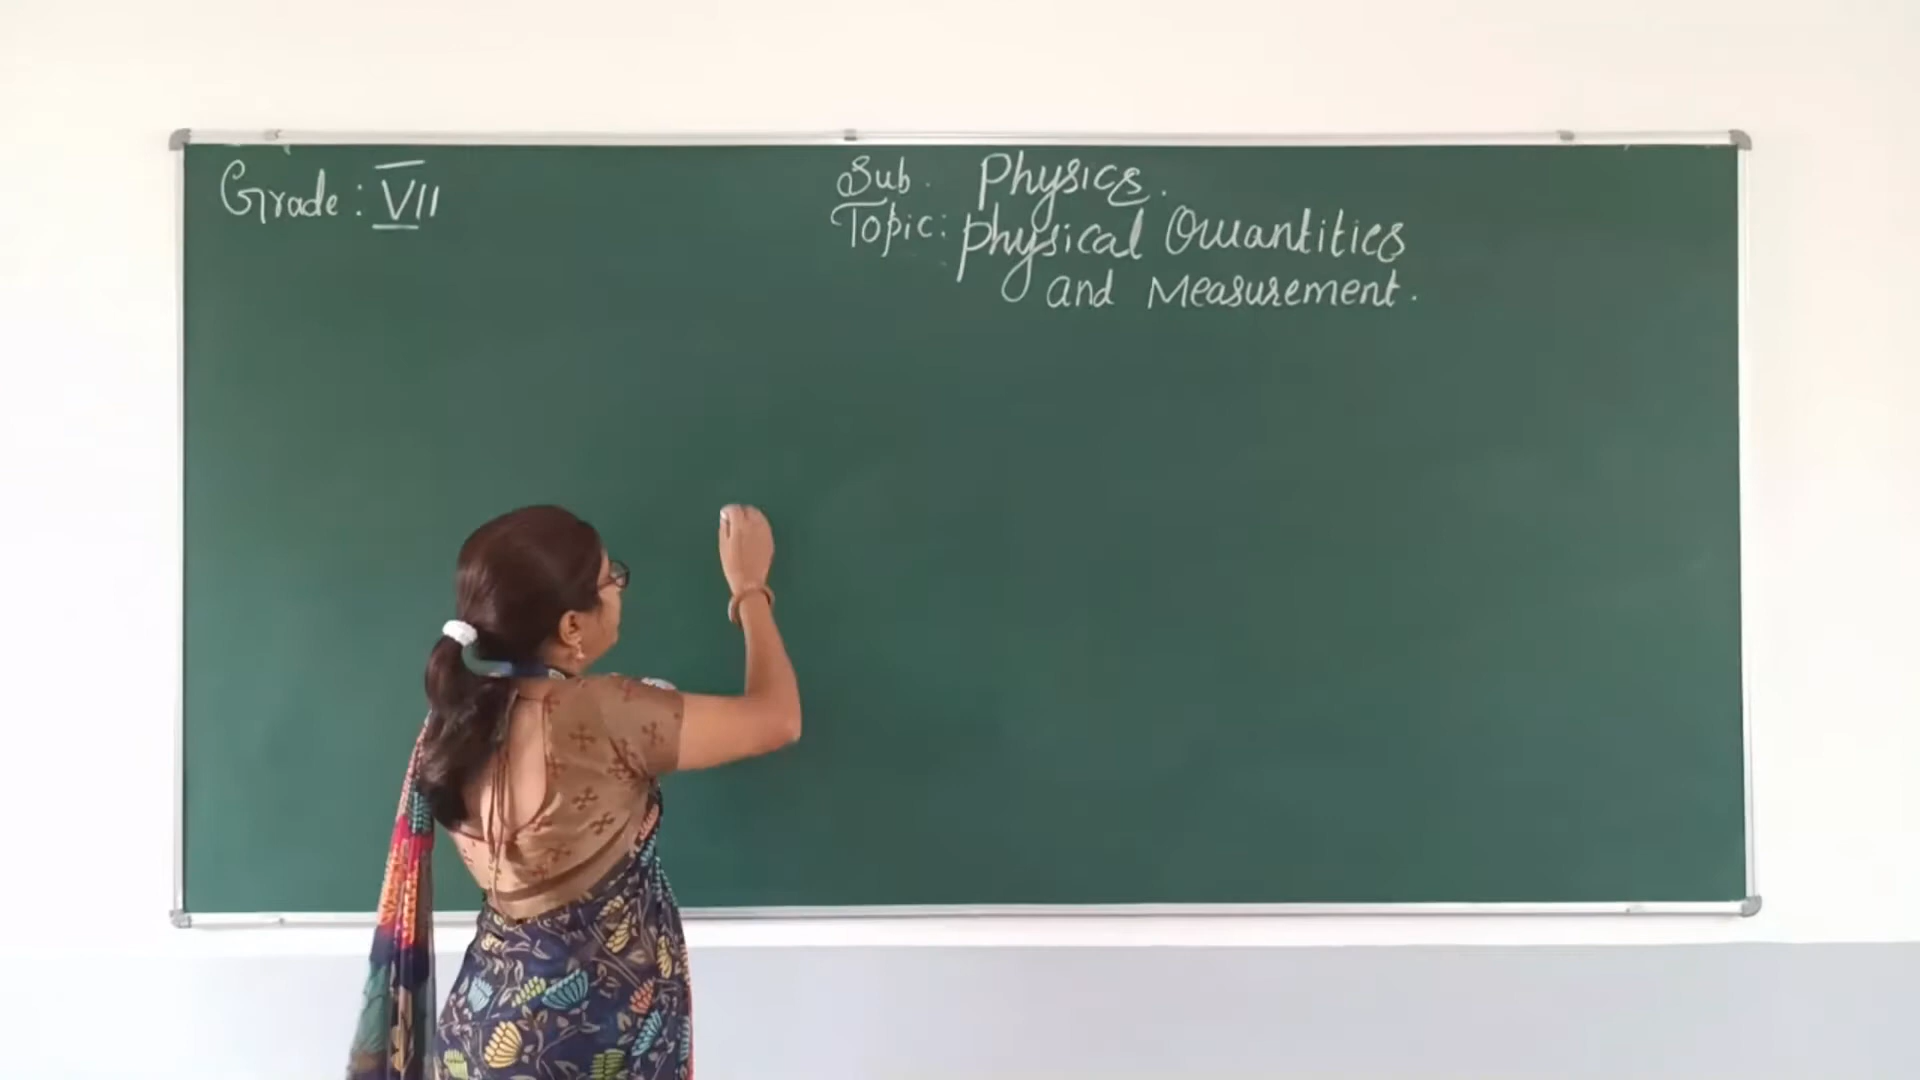 Grade: VII
Sub. Physics.
Topic: Physical Quantities
and Measurement.